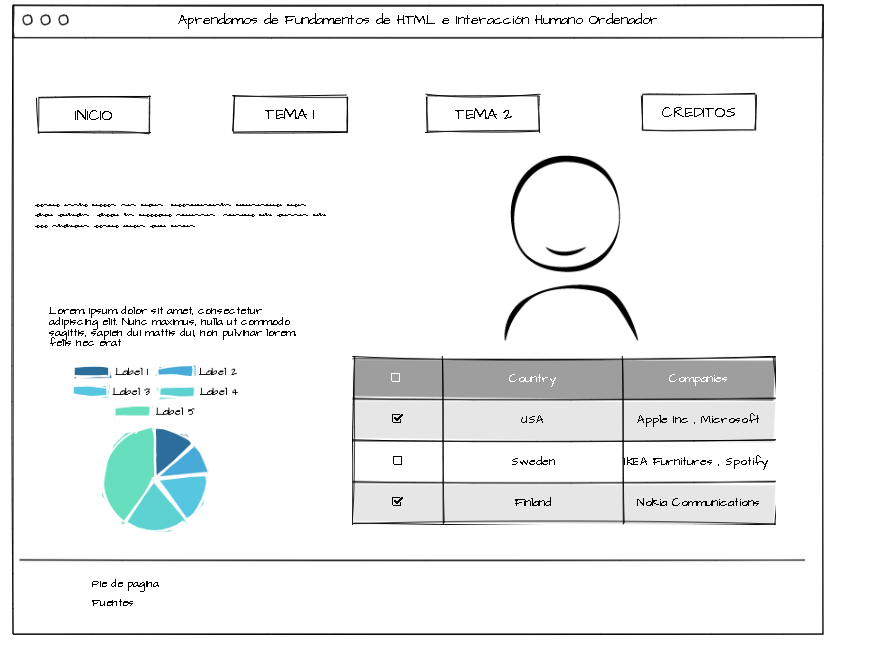 Aprendamos de Fundamentos de HTML e Interacción Humano Ordenador
INICIO
TEMA 1
TEMA 2
CREDITOS
Lorem ipsum dolor sit amet, consectetur
adipiscing elit. Nunc maximus, nulla ut commodo
sagittis, sapien dui mattis dui, non pulvinar lorem
felis nec erat
Label 1
Label 2
Label 3
Label 4
Label 5
Country
Companies
USA
Apple Inc , Microsoft
Sweden
IKEA Furnitures , Spotify
Finland
Nokia Communications
Pie de pagina
Fuentes